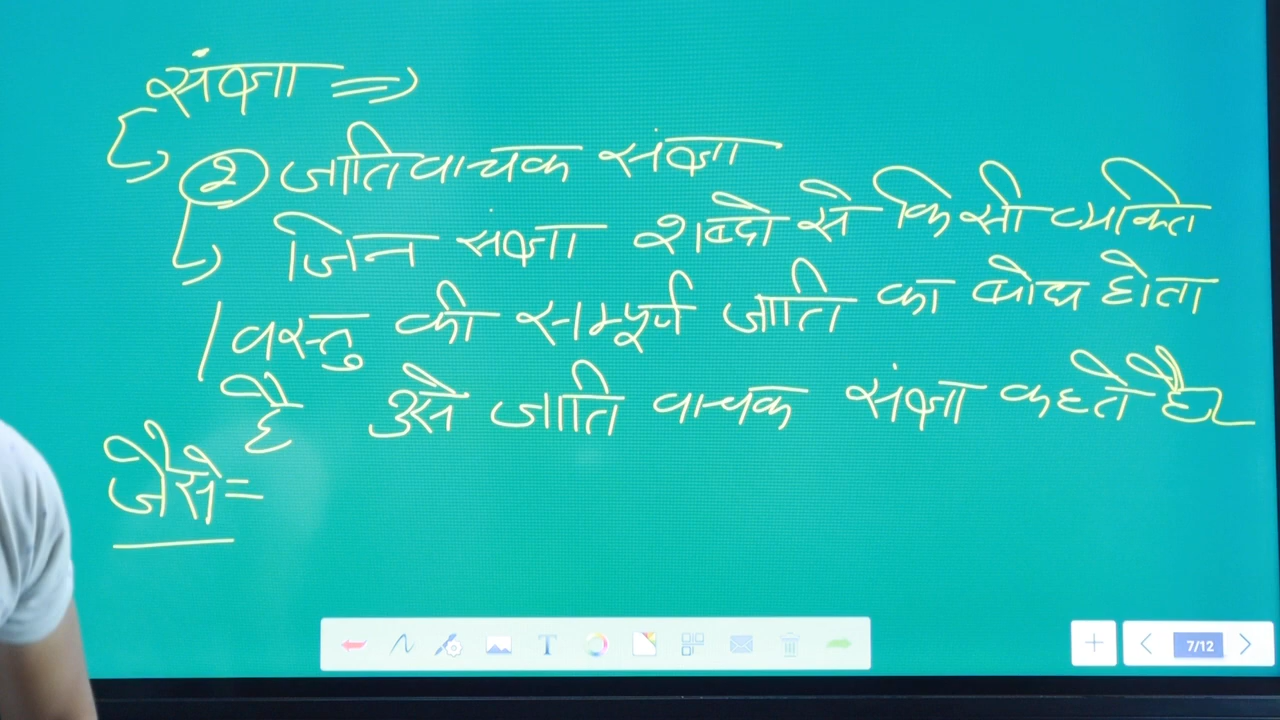 संज्ञा ⇒
② जातिवाचक संज्ञा
जिन संज्ञा शब्दो से किसी व्यक्ति
/ वस्तु की सम्पूर्ण जाति का बोध होता
है उसे जाति वाचक संज्ञा कहते है।
जैसे=
7/12